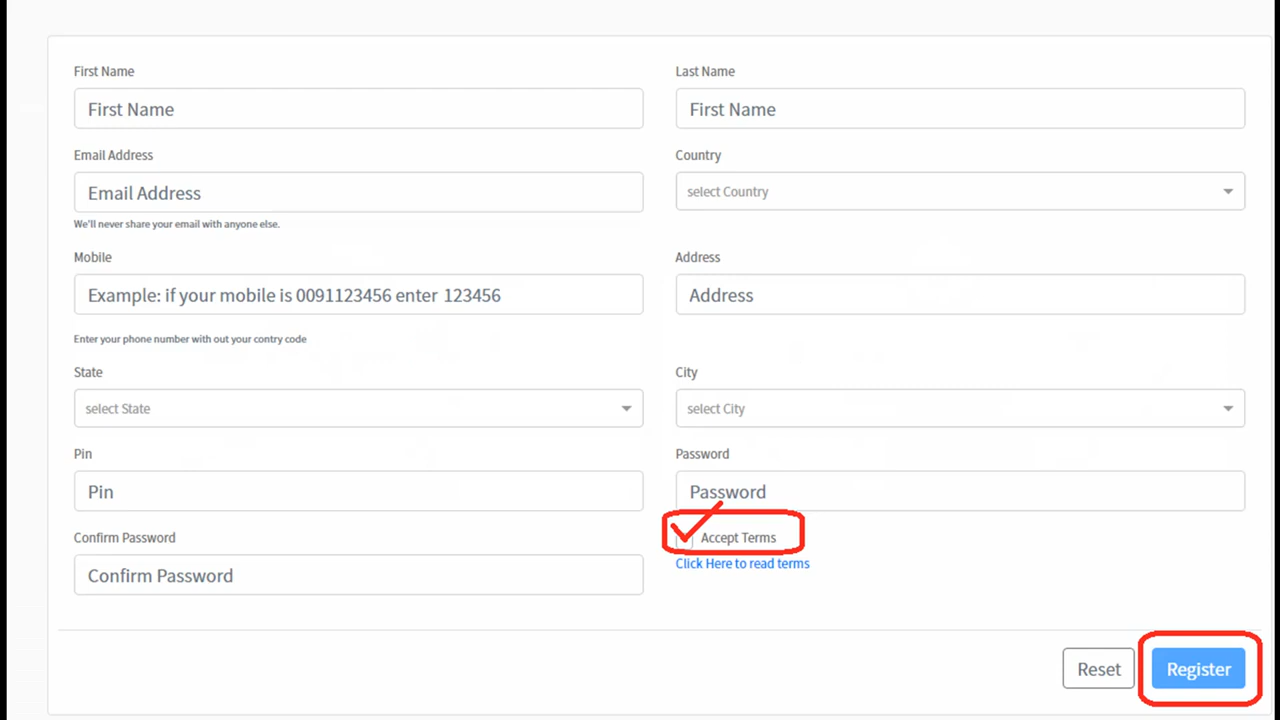 First Name
Last Name
First Name
First Name
Email Address
Country
Email Address
select Country
We'll never share your email with anyone else.
Mobile
Address
Example: if your mobile is 0091123456 enter 123456
Address
Enter your phone number with out your contry code
State
City
select State
select City
Pin
Password
Pin
Password
Confirm Password
Accept Terms
Confirm Password
Click Here to read terms
Reset
Register